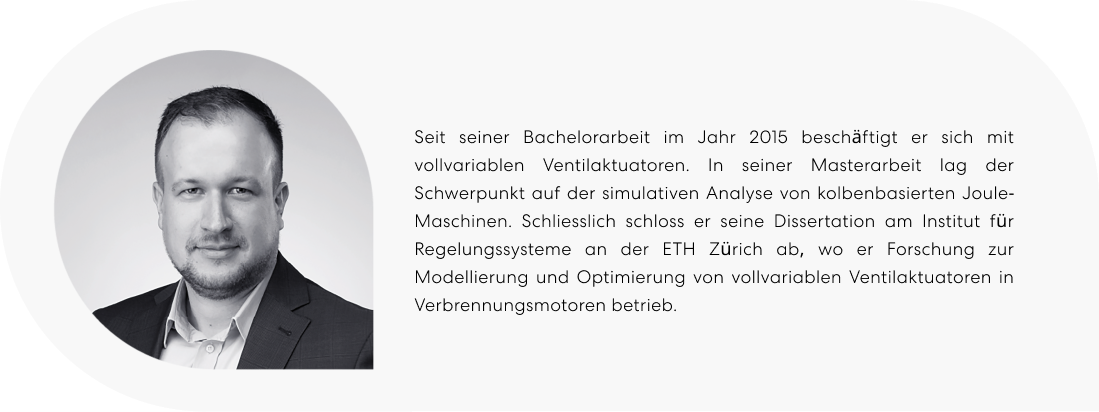 Seit seiner Bachelorarbeit im Jahr 2015 beschäftigt er sich mit
vollvariablen Ventilaktuatoren. In seiner Masterarbeit lag der
Schwerpunkt auf der simulativen Analyse von kolbenbasierten Joule-
Maschinen. Schliesslich schloss er seine Dissertation am Institut für
Regelungssysteme an der ETH Zürich ab, wo er Forschung zur
Modellierung und Optimierung von vollvariablen Ventilaktuatoren in
Verbrennungsmotoren betrieb.